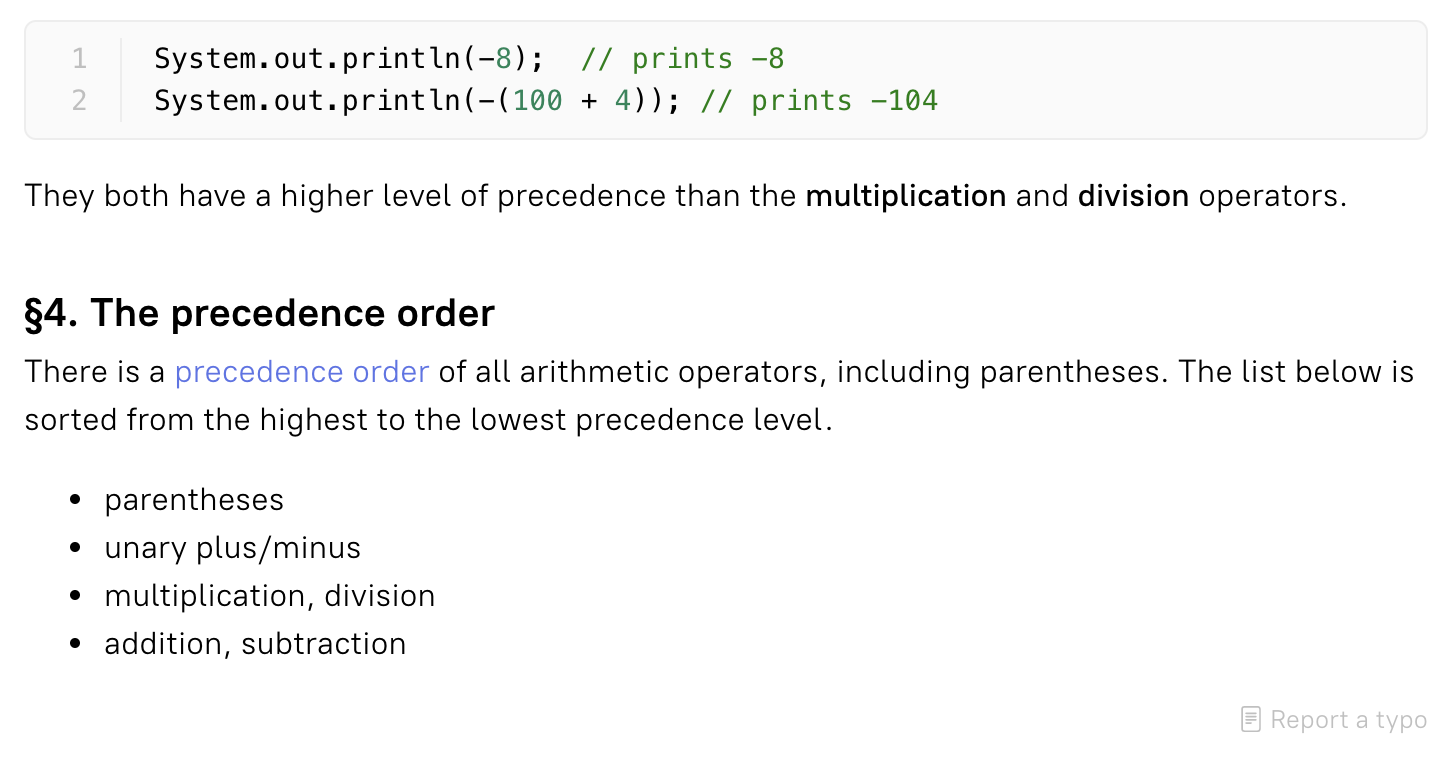 1 System.out.println(-8);  // prints -8
2 System.out.println(-(100 + 4)); // prints -104
They both have a higher level of precedence than the multiplication and division operators.
§4. The precedence order
There is a precedence order of all arithmetic operators, including parentheses. The list below is
sorted from the highest to the lowest precedence level.
• parentheses
• unary plus/minus
• multiplication, division
• addition, subtraction
Report a typo